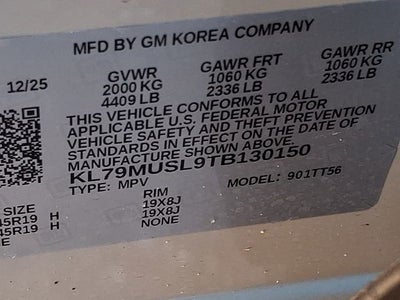 MFD BY GM KOREA COMPANY
12/25 GVWR GAWR FRT GAWR RR
2000 KG 1060 KG 1060 KG
4409 LB 2336 LB 2336 LB
THIS VEHICLE CONFORMS TO ALL
APPLICABLE U.S. FEDERAL MOTOR
VEHICLE SAFETY AND THEFT PREVENTION
STANDARDS IN EFFECT ON THE DATE OF
MANUFACTURE SHOWN ABOVE.
KL79MUSL9TB130150
TYPE: MPV MODEL: 901TT56
SIZE RIM
45R19 H 19X8J
45R19 H 19X8J
NONE